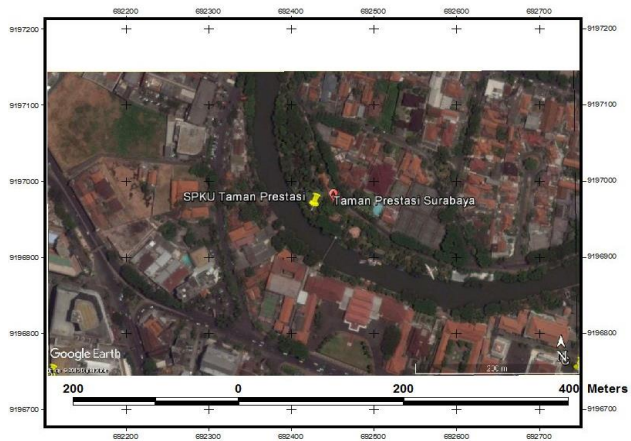 692200 692300 692400 692500 692600 692700
9197200 9197200
9197100 9197100
9197000 9197000
SPKU Taman Prestasi Taman Prestasi Surabaya
9196900 9196900
9196800 9196800
Google Earth
N
200 m
200 0 200 400 Meters
9196700 9196700
692200 692300 692400 692500 692600 692700